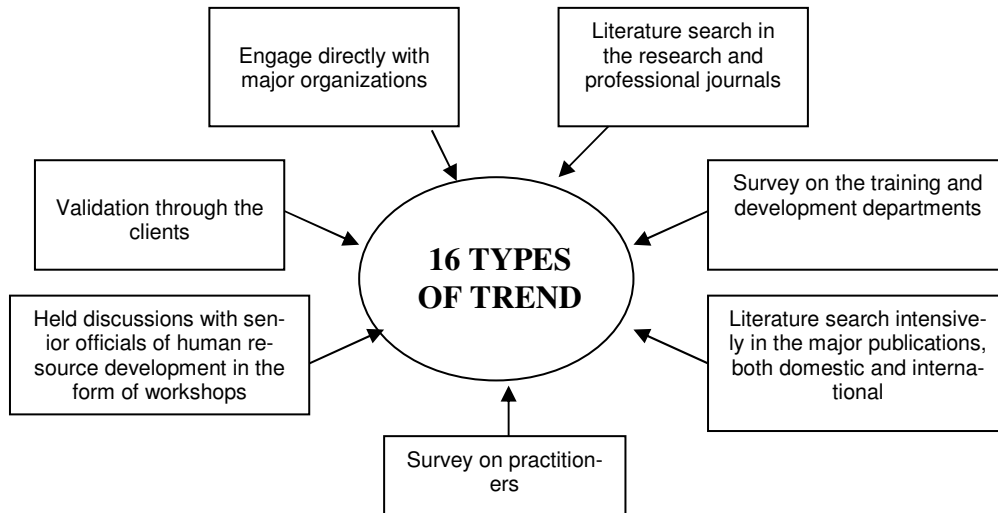 Engage directly with
major organizations
Literature search in
the research and
professional journals
Validation through the
clients
Survey on the training and
development departments
16 TYPES
OF TREND
Held discussions with sen-
ior officials of human re-
source development in the
form of workshops
Literature search intensive-
ly in the major publications,
both domestic and interna-
tional
Survey on practition-
ers